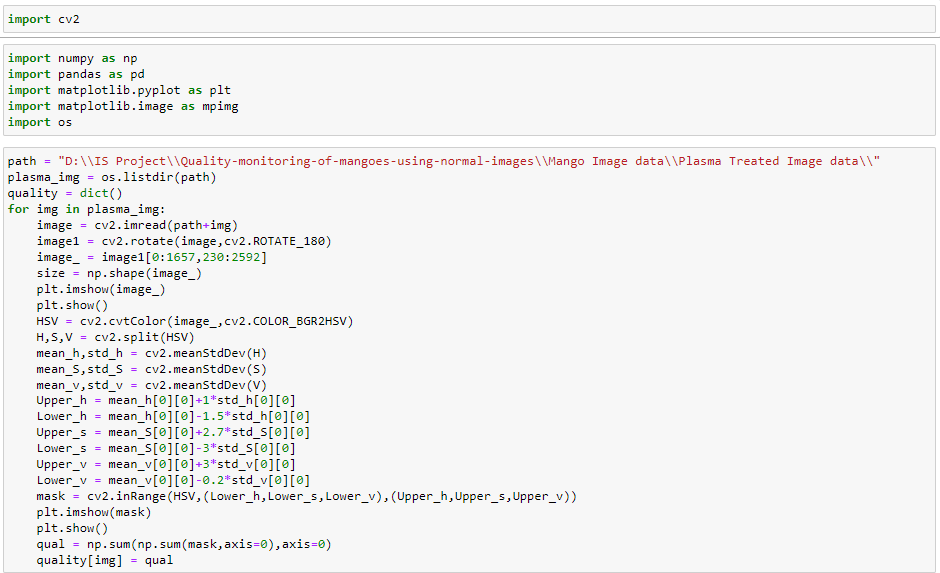 import cv2
import numpy as np
import pandas as pd
import matplotlib.pyplot as plt
import matplotlib.image as mpimg
import os
path = "D:\\IS Project\\Quality-monitoring-of-mangoes-using-normal-images\\Mango Image data\\Plasma Treated Image data\\"
plasma_img = os.listdir(path)
quality = dict()
for img in plasma_img:
    image = cv2.imread(path+img)
    image1 = cv2.rotate(image,cv2.ROTATE_180)
    image_ = image1[0:1657,230:2592]
    size = np.shape(image_)
    plt.imshow(image_)
    plt.show()
    HSV = cv2.cvtColor(image_,cv2.COLOR_BGR2HSV)
    H,S,V = cv2.split(HSV)
    mean_h,std_h = cv2.meanStdDev(H)
    mean_S,std_S = cv2.meanStdDev(S)
    mean_v,std_v = cv2.meanStdDev(V)
    Upper_h = mean_h[0][0]+1*std_h[0][0]
    Lower_h = mean_h[0][0]-1.5*std_h[0][0]
    Upper_s = mean_S[0][0]+2.7*std_S[0][0]
    Lower_s = mean_S[0][0]-3*std_S[0][0]
    Upper_v = mean_v[0][0]+3*std_v[0][0]
    Lower_v = mean_v[0][0]-0.2*std_v[0][0]
    mask = cv2.inRange(HSV,(Lower_h,Lower_s,Lower_v),(Upper_h,Upper_s,Upper_v))
    plt.imshow(mask)
    plt.show()
    qual = np.sum(np.sum(mask,axis=0),axis=0)
    quality[img] = qual